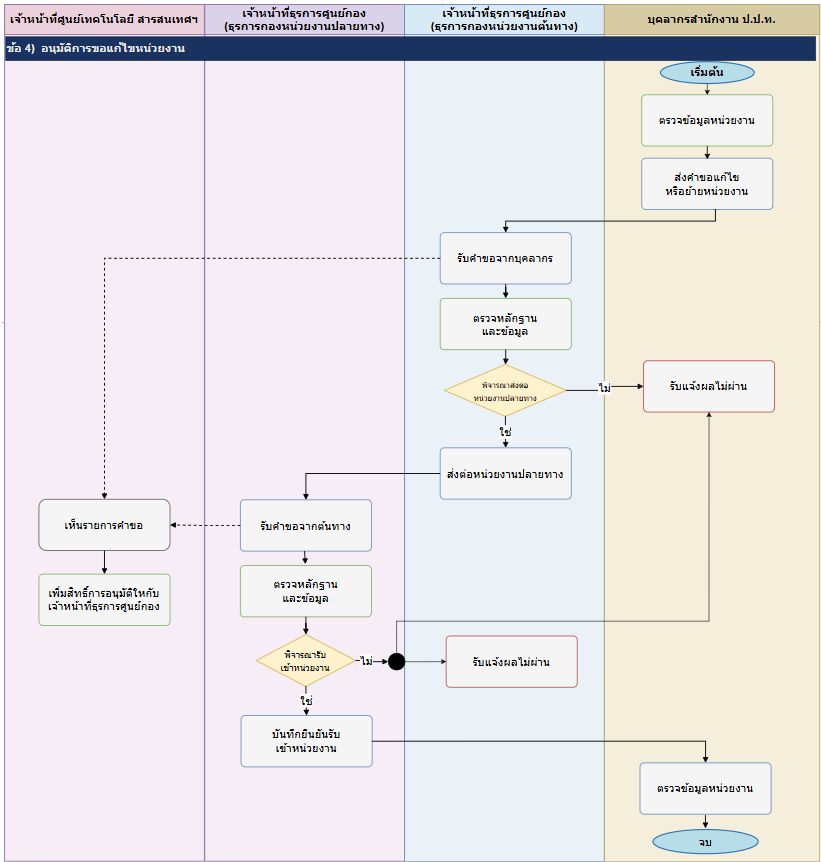 เจ้าหน้าที่ศูนย์เทคโนโลยี สารสนเทศฯ
เจ้าหน้าที่ธุรการศูนย์กอง
(ธุรการกองหน่วยงานปลายทาง)
เจ้าหน้าที่ธุรการศูนย์กอง
(ธุรการกองหน่วยงานต้นทาง)
บุคลากรสำนักงาน ป.ป.ท.
ข้อ 4) อนุมัติการขอแก้ไขหน่วยงาน
เริ่มต้น
ตรวจข้อมูลหน่วยงาน
ส่งคำขอแก้ไข
หรือย้ายหน่วยงาน
รับคำขอจากบุคลากร
ตรวจหลักฐาน
และข้อมูล
พิจารณาส่งต่อ
หน่วยงานปลายทาง
ไม่
รับแจ้งผลไม่ผ่าน
ใช่
ส่งต่อหน่วยงานปลายทาง
เห็นรายการคำขอ
รับคำขอจากต้นทาง
เพิ่มสิทธิ์การอนุมัติให้กับ
เจ้าหน้าที่ธุรการศูนย์กอง
ตรวจหลักฐาน
และข้อมูล
พิจารณารับ
เข้าหน่วยงาน
ไม่
รับแจ้งผลไม่ผ่าน
ใช่
บันทึกยืนยันรับ
เข้าหน่วยงาน
ตรวจข้อมูลหน่วยงาน
จบ